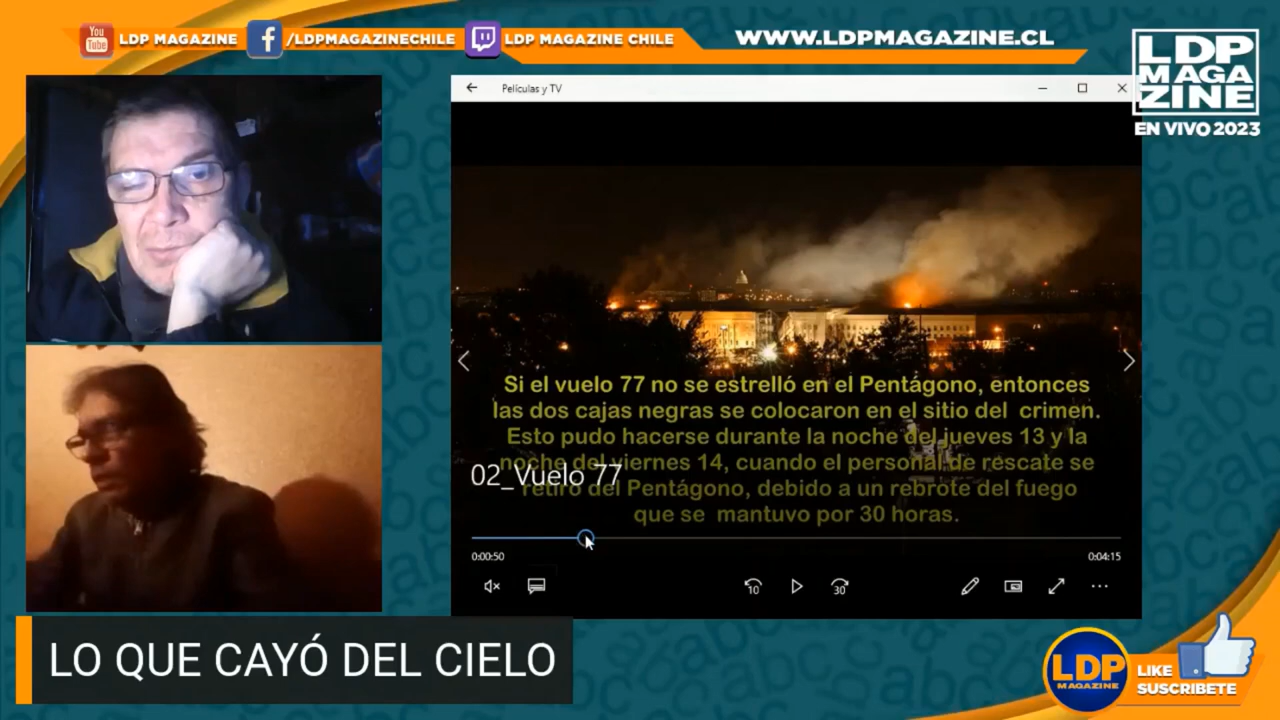 You
Tube
LDP MAGAZINE
f
/LDPMAGAZINECHILE
LDP MAGAZINE CHILE
WWW.LDPMAGAZINE.CL
LDP
MAGA
ZINE
EN VIVO 2023
Películas y TV
Si el vuelo 77 no se estrelló en el Pentágono, entonces
las dos cajas negras se colocaron en el sitio del crimen.
Esto pudo hacerse durante la noche del jueves 13 y la
noche del viernes 14, cuando el personal de rescate se
retiró del Pentágono, debido a un rebrote del fuego
que se mantuvo por 30 horas.
02_Vuelo 77
0:00:50
0:04:15
10
30
LO QUE CAYÓ DEL CIELO
LDP
MAGAZINE
LIKE
SUSCRIBETE